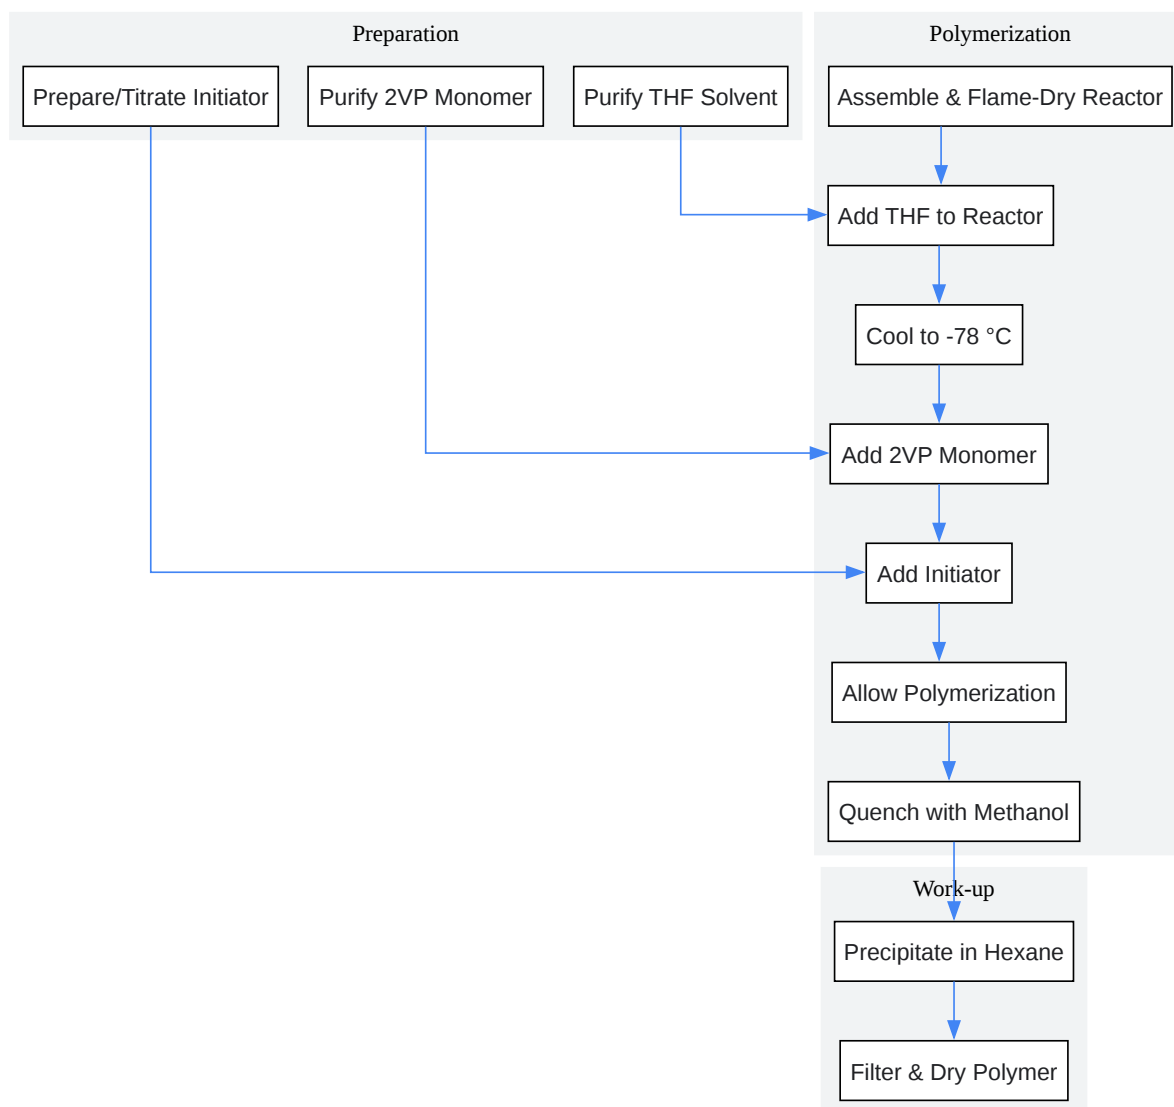 Preparation
Prepare/Titrate Initiator
Purify 2VP Monomer
Purify THF Solvent
Polymerization
Assemble & Flame-Dry Reactor
Add THF to Reactor
Cool to -78 °C
Add 2VP Monomer
Add Initiator
Allow Polymerization
Quench with Methanol
Work-up
Precipitate in Hexane
Filter & Dry Polymer